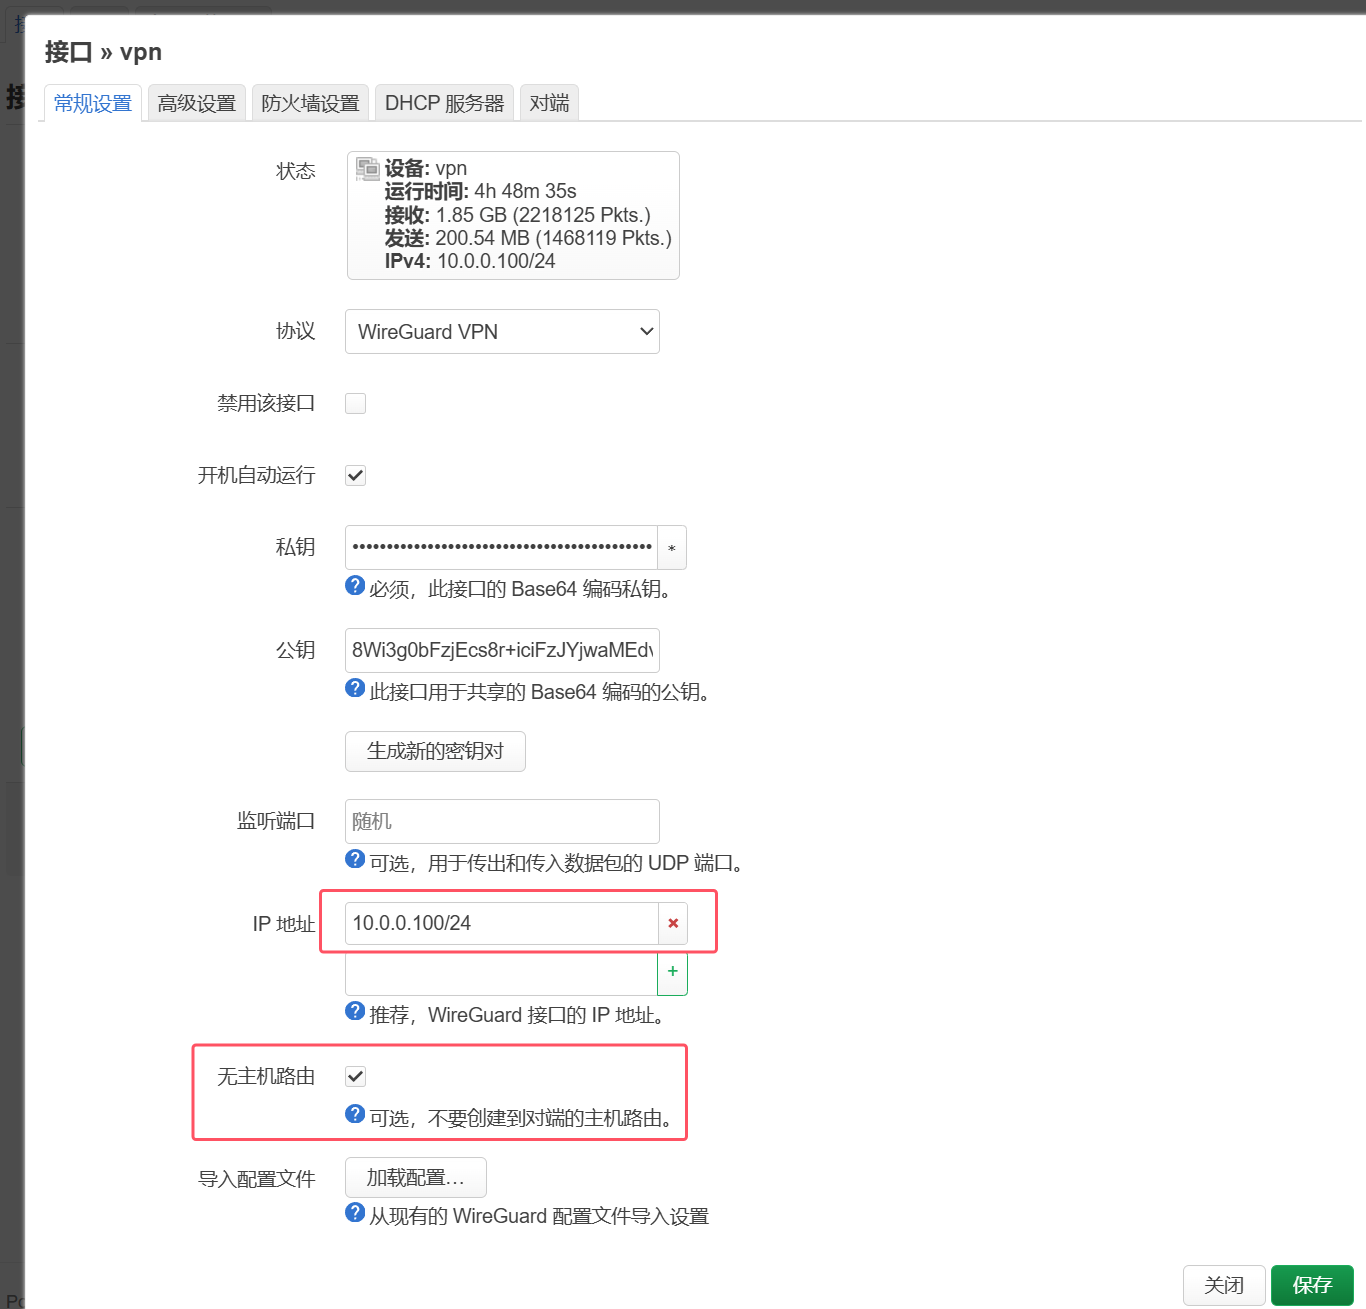 接口 » vpn
常规设置 高级设置 防火墙设置 DHCP 服务器 对端
状态
设备: vpn
运行时间: 4h 48m 35s
接收: 1.85 GB (2218125 Pkts.)
发送: 200.54 MB (1468119 Pkts.)
IPv4: 10.0.0.100/24
协议 WireGuard VPN
禁用该接口
开机自动运行
私钥 •••••••••••••••••••••••••••••••••••••••••••• *
必须，此接口的 Base64 编码私钥。
公钥 8Wi3g0bFzjEcs8r+iciFzJYjwaMEd
此接口用于共享的 Base64 编码的公钥。
生成新的密钥对
监听端口 随机
可选，用于传出和传入数据包的 UDP 端口。
IP 地址 10.0.0.100/24
推荐，WireGuard 接口的 IP 地址。
无主机路由
可选，不要创建到对端的主机路由。
导入配置文件 加载配置…
从现有的 WireGuard 配置文件导入设置
关闭 保存